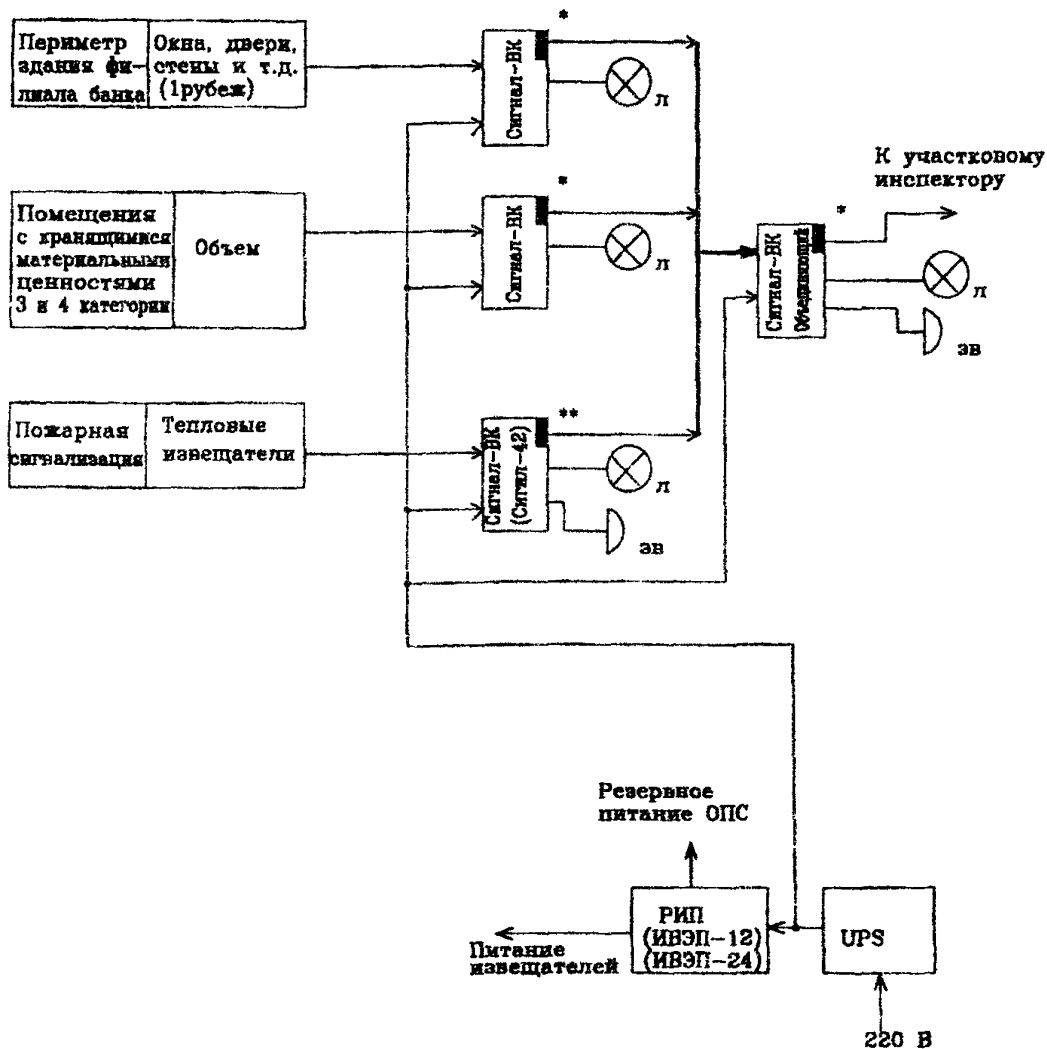 Периметр
здания фи-
лиала банка
Окна, двери,
стены и т.д.
(1рубеж)
Сигнал-ВК
*
Л
Помещения
с хранящимися
материальными
ценностями
3 и 4 категории
Объем
Сигнал-ВК
*
Л
К участковому
инспектору
Сигнал-ВК
Объединяющий
*
Л
ЗВ
Пожарная
сигнализация
Тепловые
извещатели
Сигнал-ВК
(Сигнл-42)
**
Л
ЗВ
Резервное
питание ОПС
РИП
(ИВЭП-12)
(ИВЭП-24)
UPS
Питание
извещателей
220 В